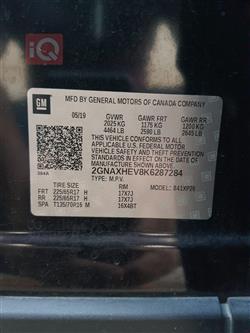 iQ
GM
MFD BY GENERAL MOTORS OF CANADA COMPANY
05/19
GVWR
2025 KG
4464 LB
GAWR FRT
1175 KG
2590 LB
GAWR RR
1200 KG
2645 LB
THIS VEHICLE CONFORMS TO ALL
APPLICABLE U.S. FEDERAL MOTOR VEHICLE
SAFETY, BUMPER, AND THEFT PREVENTION
STANDARDS IN EFFECT ON THE DATE OF
MANUFACTURE SHOWN ABOVE.
2GNAXHEV8K6287284
TYPE: M.P.V.
MODEL:
TIRE SIZE RIM
FRT 225/65R17 H 17X7J
RR 225/65R17 H 17X7J
SPA T135/70R16 M 16X4BT